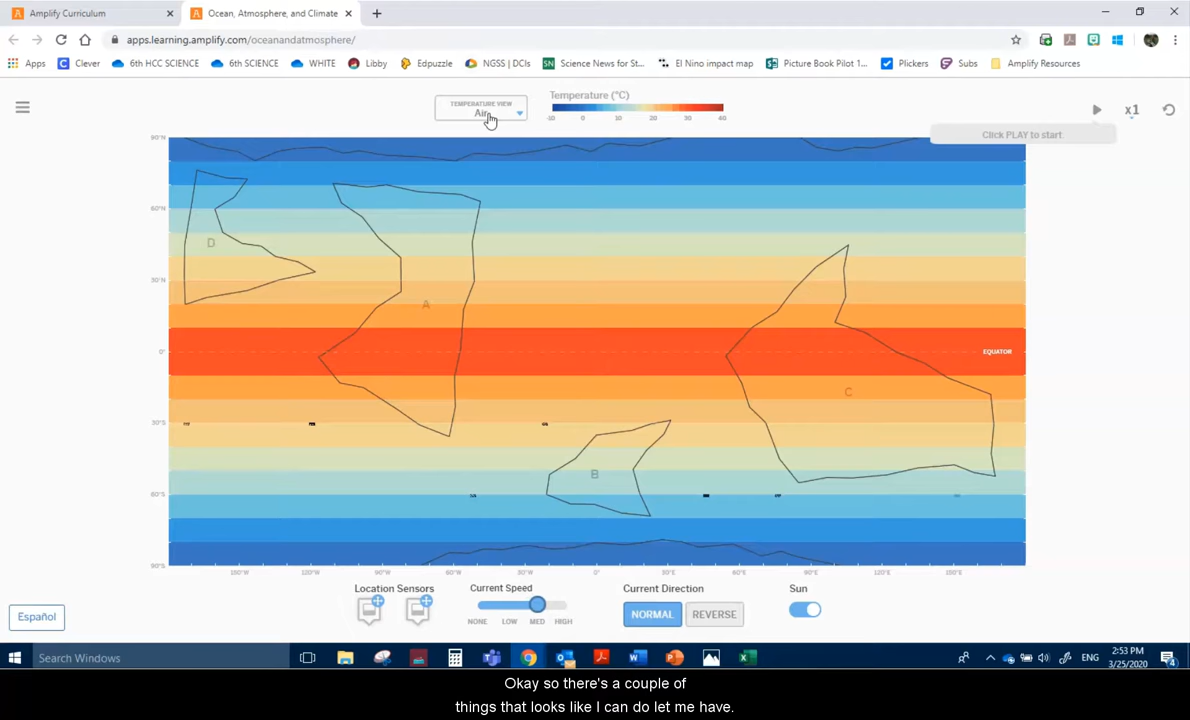 Amplify Curriculum
Ocean, Atmosphere, and Climate
apps.learning.amplify.com/oceanandatmosphere/
Apps Clever 6th HCC SCIENCE 6th SCIENCE WHITE Libby Edpuzzle NGSS | DCIs Science News for St... El Nino impact map Picture Book Pilot 1... Plickers Subs Amplify Resources
TEMPERATURE VIEW
Air
Temperature (°C)
-10 0 10 20 30 40
x1
Click PLAY to start
90°N
60°N
30°N
0°
30°S
60°S
90°S
D
A
EQUATOR
C
B
150°W 120°W 90°W 60°W 30°W 0° 30°E 60°E 90°E 120°E 150°E
Location Sensors
Current Speed
NONE LOW MED HIGH
Current Direction
NORMAL REVERSE
Sun
Español
Search Windows
ENG
2:53 PM
3/25/2020
4
Okay so there's a couple of
things that looks like I can do let me have.